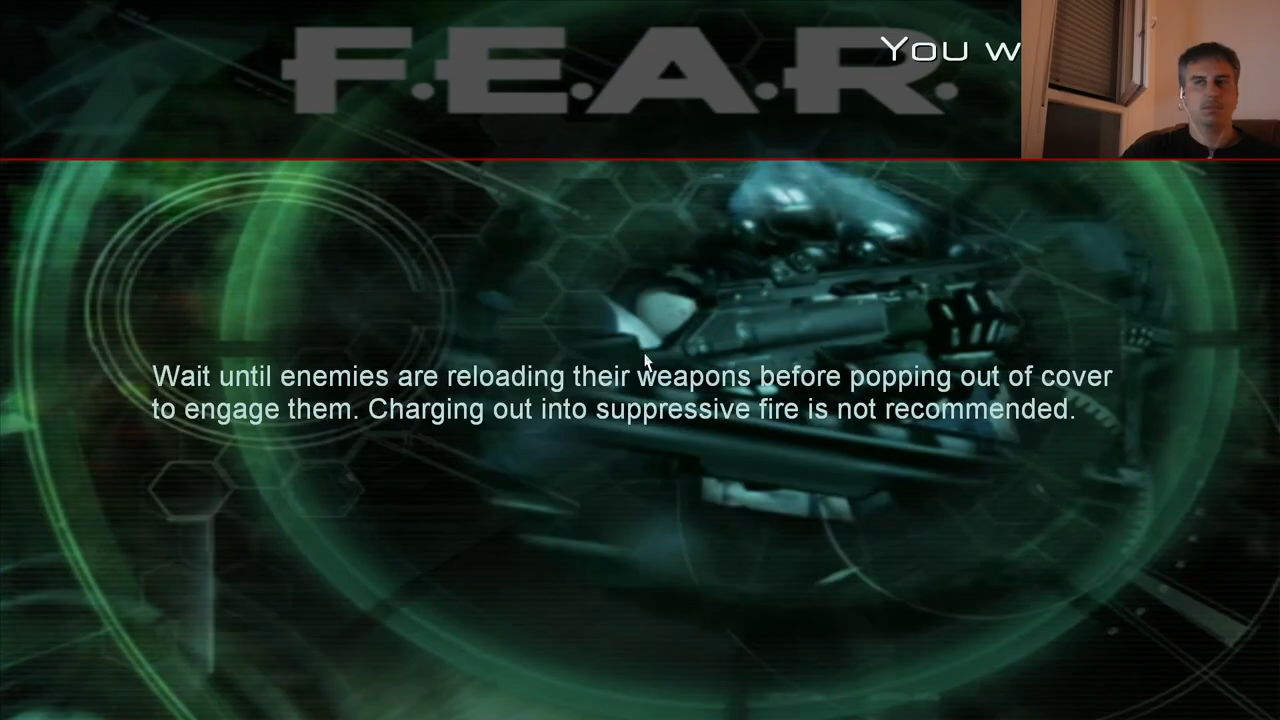 F.E.A.R.
YOU W
Wait until enemies are reloading their weapons before popping out of cover
to engage them. Charging out into suppressive fire is not recommended.